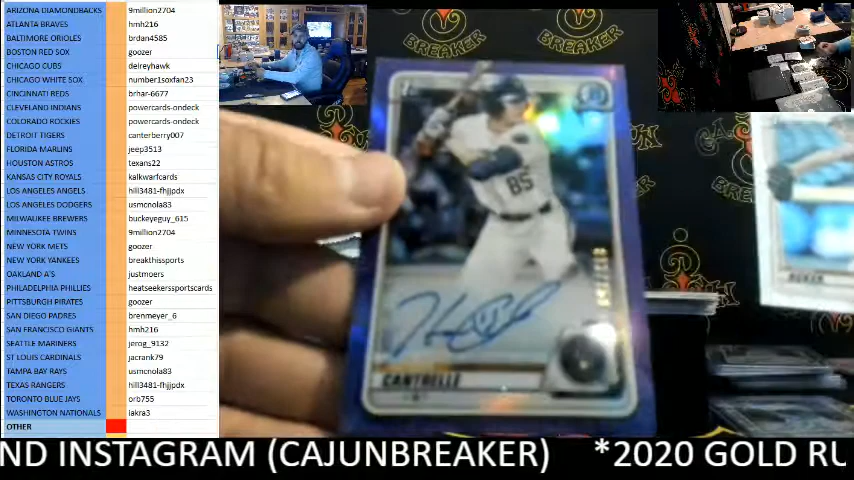 ARIZONA DIAMONDBACKS 9million2704
ATLANTA BRAVES hmh216
BALTIMORE ORIOLES brdan4585
BOSTON RED SOX goozer
CHICAGO CUBS delreyhawk
CHICAGO WHITE SOX number1soxfan23
CINCINNATI REDS brhar-6677
CLEVELAND INDIANS powercards-ondeck
COLORADO ROCKIES powercards-ondeck
DETROIT TIGERS canterberry007
FLORIDA MARLINS jeep3513
HOUSTON ASTROS texans22
KANSAS CITY ROYALS kalkwarfcards
LOS ANGELES ANGELS hill3481-fhjjpdx
LOS ANGELES DODGERS usmcnola83
MILWAUKEE BREWERS buckeyeguy_615
MINNESOTA TWINS 9million2704
NEW YORK METS goozer
NEW YORK YANKEES breakthissports
OAKLAND A'S justmoers
PHILADELPHIA PHILLIES heatseekerssportscards
PITTSBURGH PIRATES goozer
SAN DIEGO PADRES brenmeyer_6
SAN FRANCISCO GIANTS hmh216
SEATTLE MARINERS jerog_9132
ST LOUIS CARDINALS jacrank79
TAMPA BAY RAYS usmcnola83
TEXAS RANGERS hill3481-fhjjpdx
TORONTO BLUE JAYS orb755
WASHINGTON NATIONALS lakra3
OTHER
BREAKER
BREAKER
85
CANTRELLE
ND INSTAGRAM (CAJUNBREAKER) *2020 GOLD RU